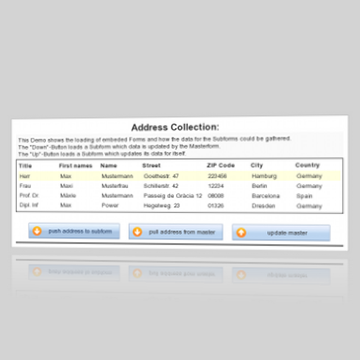 Address Collection:
This Demo shows the loading of embeded Forms and how the data for the Subforms could be gathered.
The "Down"-Button loads a Subform which data is updated by the Masterform.
The "Up"-Button loads a Subform which updates its data for itself.
Title First names Name Street ZIP Code City Country
Herr Max Mustermann Goethestr. 47 223456 Hamburg Germany
Frau Maxi Musterfrau Schillerstr. 42 12234 Berlin Germany
Prof. Dr. Mustermann Passeig de Gràcia 12 08008 Barcelona Spain
Dipl. Inf Max Power Hegelweg 23 01326 Dresden Germany
push address to subform pull address from master update master